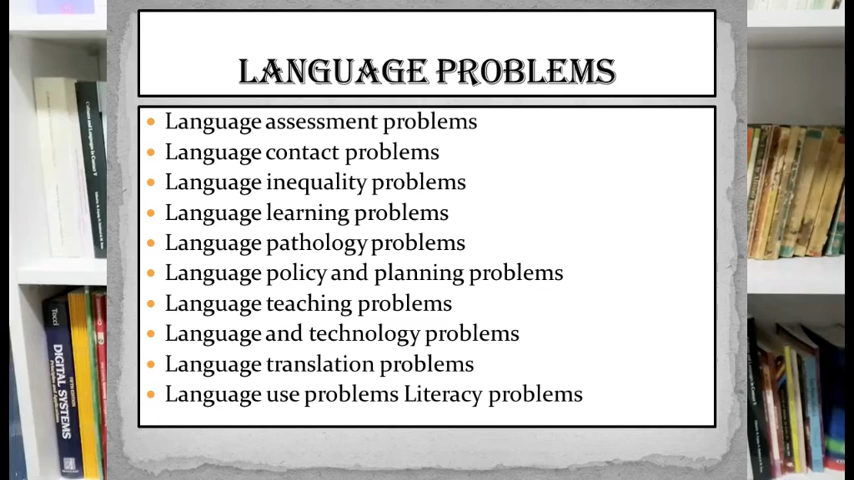 LANGUAGE PROBLEMS
Language assessment problems
Language contact problems
Language inequality problems
Language learning problems
Language pathology problems
Language policy and planning problems
Language teaching problems
Language and technology problems
Language translation problems
Language use problems Literacy problems
Tocci
DIGITAL SYSTEMS